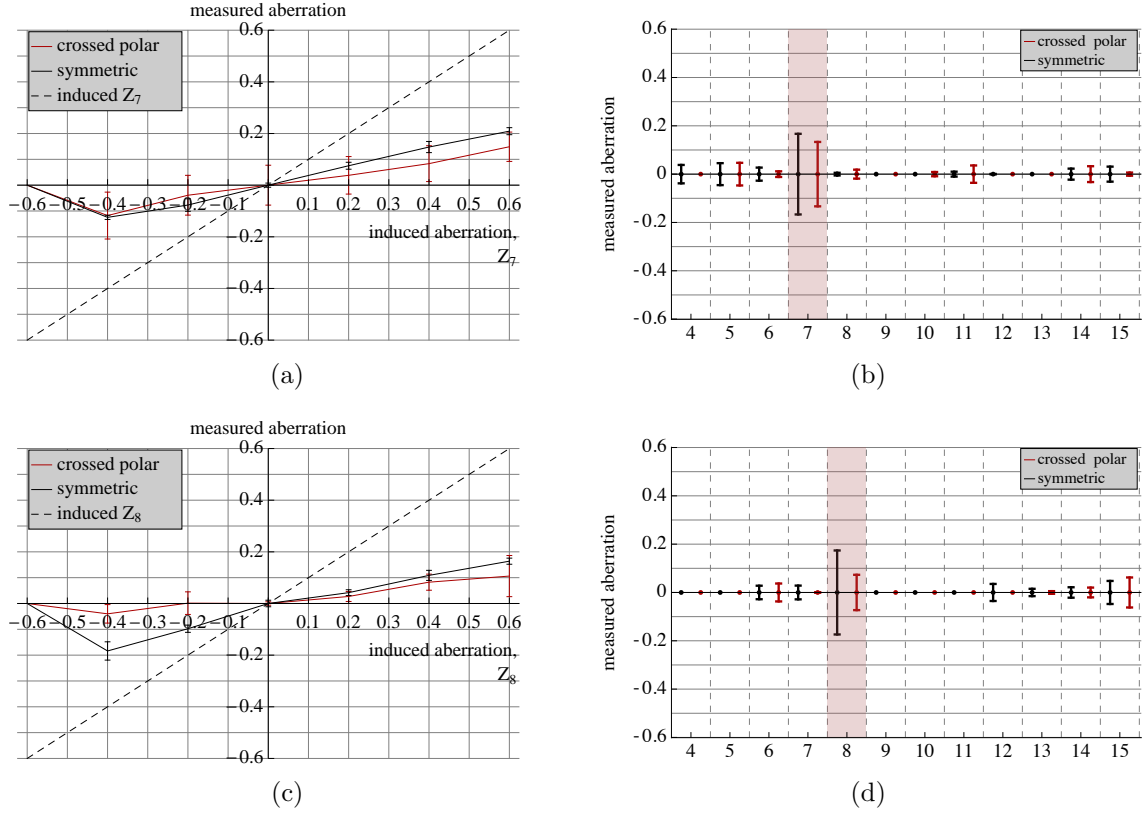 measured aberration
crossed polar
symmetric
induced Z₇
0.6
0.4
0.2
−0.2
−0.4
−0.6
−0.6 −0.5 −0.4 −0.3 −0.2 −0.1 0.1 0.2 0.3 0.4 0.5 0.6
induced aberration,
Z₇
(a)
measured aberration
crossed polar
symmetric
0.6
0.4
0.2
0
-0.2
-0.4
-0.6
4 5 6 7 8 9 10 11 12 13 14 15
(b)
measured aberration
crossed polar
symmetric
induced Z₈
0.6
0.4
0.2
−0.2
−0.4
−0.6
−0.6 −0.5 −0.4 −0.3 −0.2 −0.1 0.1 0.2 0.3 0.4 0.5 0.6
induced aberration,
Z₈
(c)
measured aberration
crossed polar
symmetric
0.6
0.4
0.2
0
-0.2
-0.4
-0.6
4 5 6 7 8 9 10 11 12 13 14 15
(d)